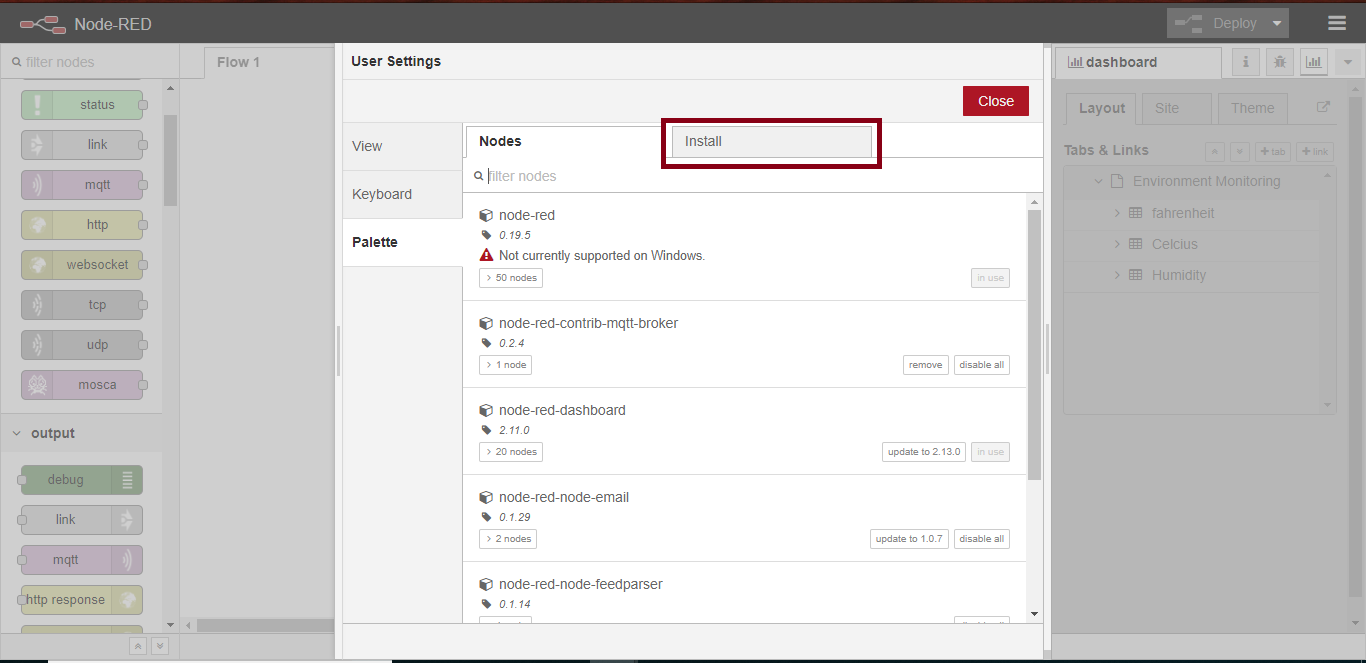 Node-RED
Deploy
filter nodes
status
link
mqtt
http
websocket
tcp
udp
mosca
output
debug
link
mqtt
http response
Flow 1
User Settings
Close
View
Keyboard
Palette
Nodes
Install
filter nodes
node-red
0.19.5
Not currently supported on Windows.
50 nodes
in use
node-red-contrib-mqtt-broker
0.2.4
1 node
remove
disable all
node-red-dashboard
2.11.0
20 nodes
update to 2.13.0
in use
node-red-node-email
0.1.29
2 nodes
update to 1.0.7
disable all
node-red-node-feedparser
0.1.14
dashboard
i
Layout
Site
Theme
Tabs & Links
+ tab
+ link
Environment Monitoring
fahrenheit
Celcius
Humidity